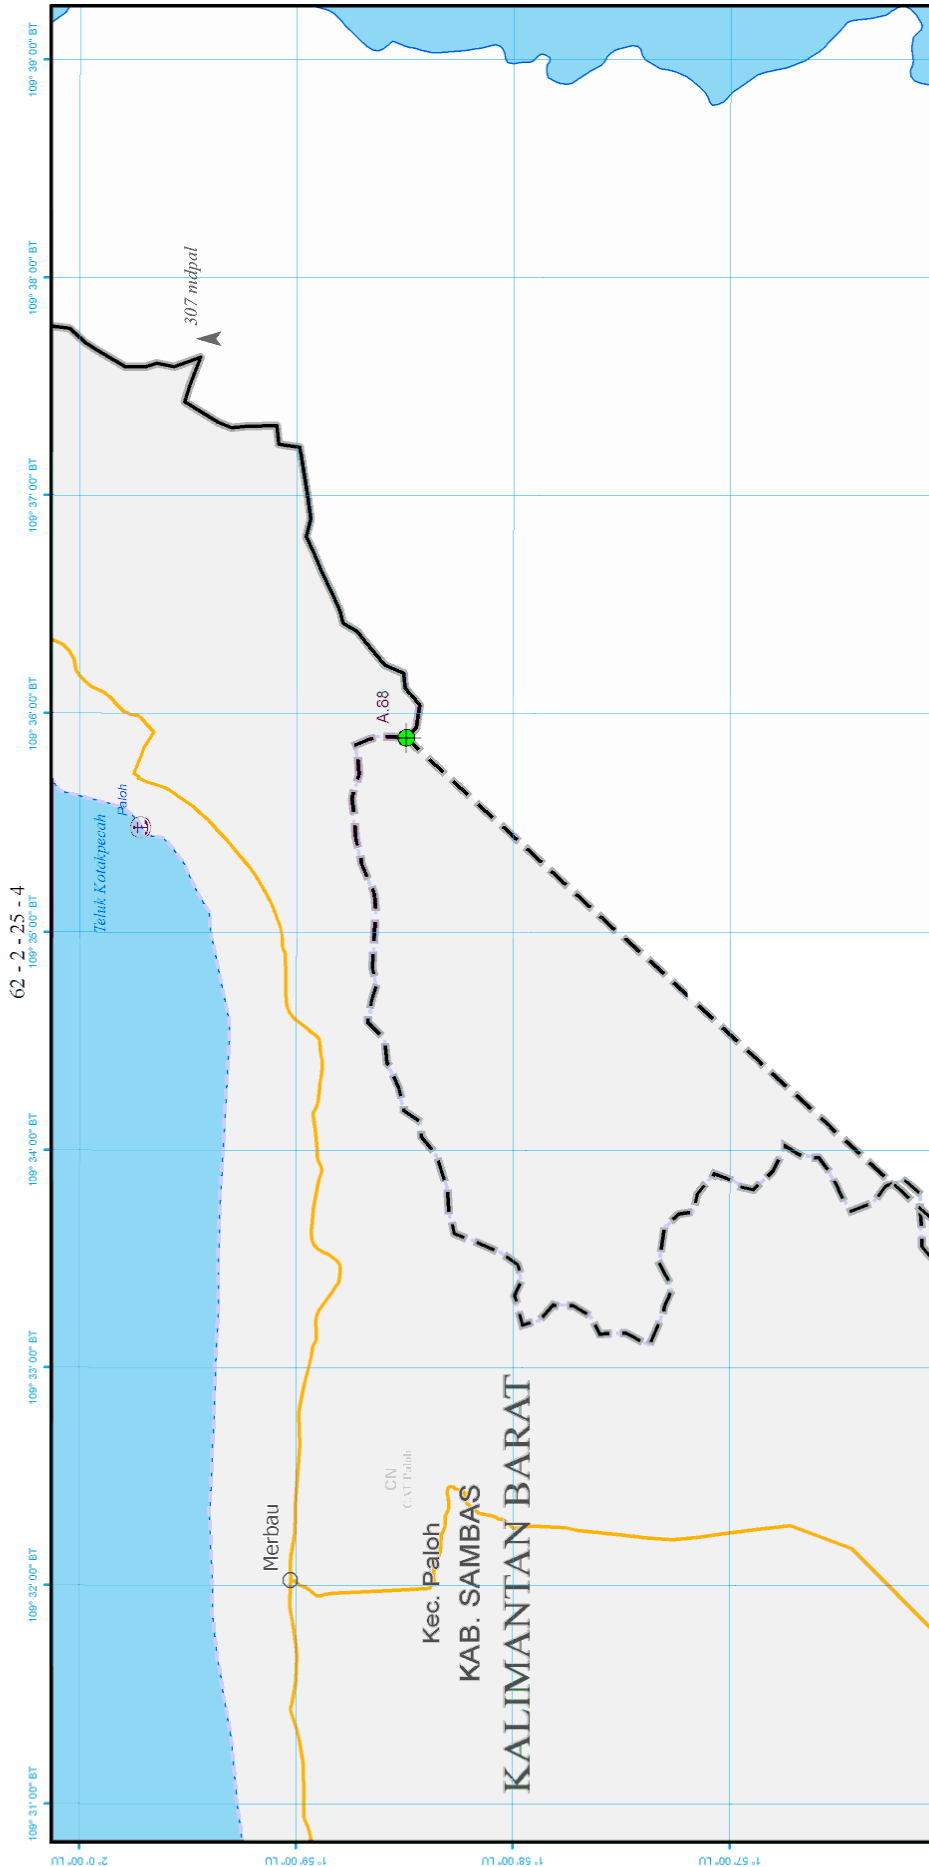 62 - 2 - 25 - 4
109° 31' 00" BT
109° 32' 00" BT
109° 33' 00" BT
109° 34' 00" BT
109° 35' 00" BT
109° 36' 00" BT
109° 37' 00" BT
109° 38' 00" BT
109° 39' 00" BT
2° 0' 00" LU
1° 59' 00" LU
1° 58' 00" LU
1° 57' 00" LU
Teluk Kotakpecah
Paloh
307 mdpal
A.88
Merbau
CN
CAT Paloh
Kec. Paloh
KAB. SAMBAS
KALIMANTAN BARAT